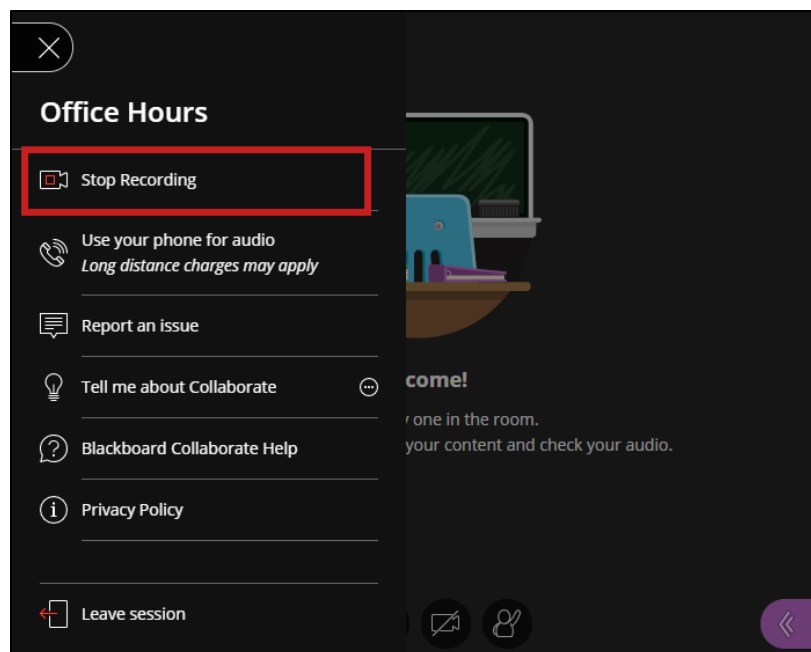 Office Hours
Stop Recording
Use your phone for audio
Long distance charges may apply
Report an issue
Tell me about Collaborate
come!
one in the room.
Blackboard Collaborate Help
your content and check your audio.
Privacy Policy
Leave session